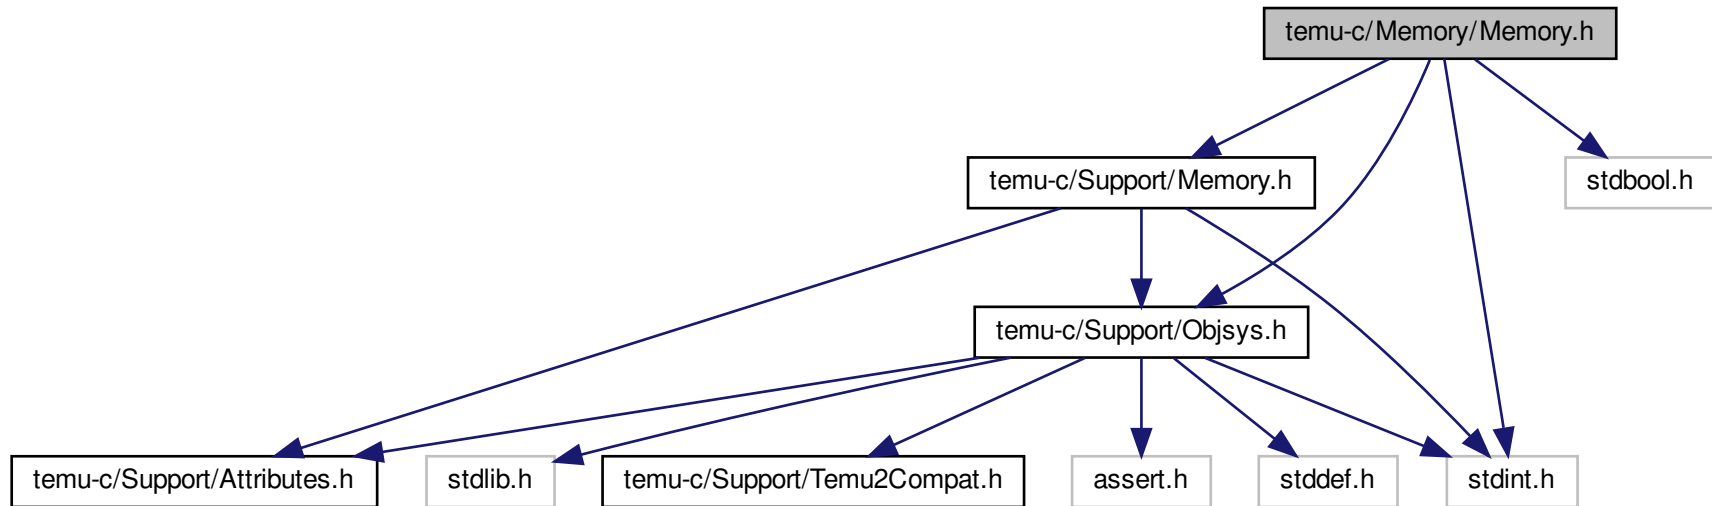 temu-c/Memory/Memory.h
temu-c/Support/Memory.h
stdbool.h
temu-c/Support/Objsys.h
temu-c/Support/Attributes.h
stdlib.h
temu-c/Support/Temu2Compat.h
assert.h
stddef.h
stdint.h